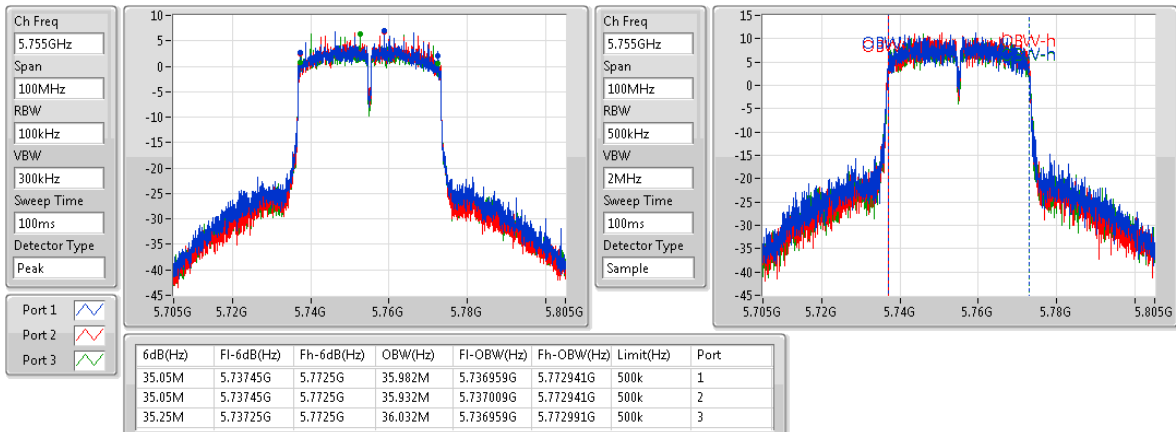 Ch Freq
5.755GHz
Span
100MHz
RBW
100kHz
VBW
300kHz
Sweep Time
100ms
Detector Type
Peak
10
5
0
-5
-10
-15
-20
-25
-30
-35
-40
-45
5.705G
5.72G
5.74G
5.76G
5.78G
5.805G
Ch Freq
5.755GHz
Span
100MHz
RBW
500kHz
VBW
2MHz
Sweep Time
100ms
Detector Type
Sample
15
10
5
0
-5
-10
-15
-20
-25
-30
-35
-40
-45
OBW-h
5.705G
5.72G
5.74G
5.76G
5.78G
5.805G
Port 1
Port 2
Port 3
6dB(Hz) Fl-6dB(Hz) Fh-6dB(Hz) OBW(Hz) Fl-OBW(Hz) Fh-OBW(Hz) Limit(Hz) Port
35.05M 5.73745G 5.7725G 35.982M 5.736959G 5.772941G 500k 1
35.05M 5.73745G 5.7725G 35.932M 5.737009G 5.772941G 500k 2
35.25M 5.73725G 5.7725G 36.032M 5.736959G 5.772991G 500k 3